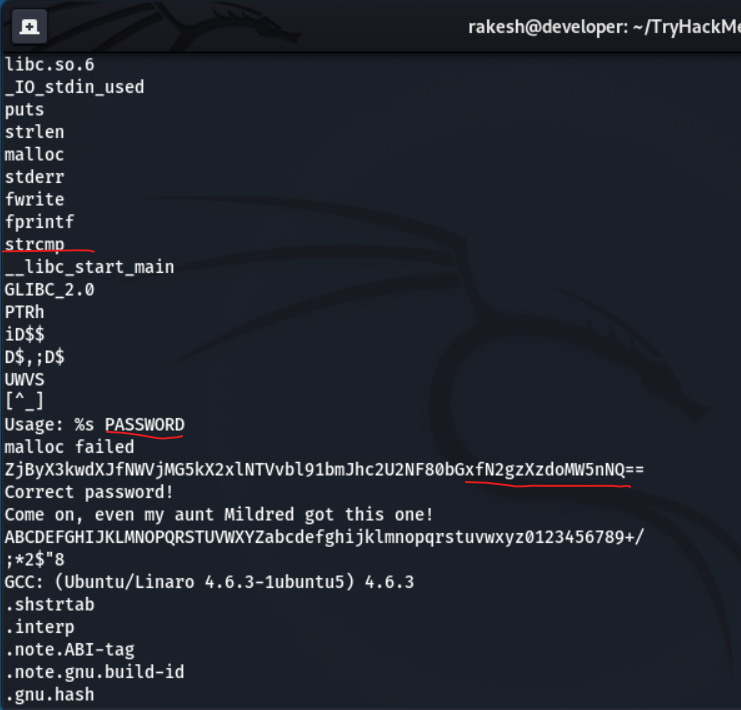 rakesh@developer: ~/TryHackMe
libc.so.6
_IO_stdin_used
puts
strlen
malloc
stderr
fwrite
fprintf
strcmp
__libc_start_main
GLIBC_2.0
PTRh
iD$$
D$,;D$
UWVS
[^_]
Usage: %s PASSWORD
malloc failed
ZjByX3kwdXJfNWVjMG5kX2xlNTVvbl91bmJhc2U2NF80bGxfN2gzXzdoMW5nNQ==
Correct password!
Come on, even my aunt Mildred got this one!
ABCDEFGHIJKLMNOPQRSTUVWXYZabcdefghijklmnopqrstuvwxyz0123456789+/
;*2$"8
GCC: (Ubuntu/Linaro 4.6.3-1ubuntu5) 4.6.3
.shstrtab
.interp
.note.ABI-tag
.note.gnu.build-id
.gnu.hash